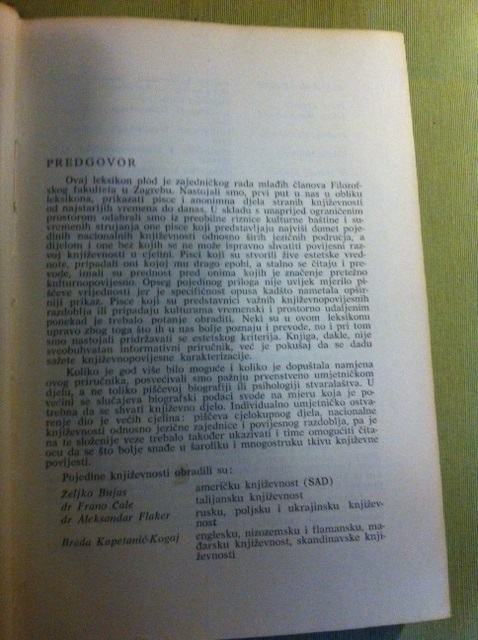 PREDGOVOR
Ovaj leksikon plod je zajedničkog rada mlađih članova Filozof-
skog fakulteta u Zagrebu. Nastojali smo, prvi put u nas u obliku
leksikona, prikazati pisce i anonimna djela stranih književnosti
od najstarijih vremena do danas. U skladu s unaprijed ograničenim
prostorom odabrali smo iz preobilne riznice kulturne baštine i su-
vremenih strujanja one pisce koji predstavljaju najviši domet poje-
dinih nacionalnih književnosti odnosno širih jezičnih područja, a
dijelom i one bez kojih se ne može ispravno shvatiti povijesni raz-
voj književnosti u cjelini. Pisci koji su stvorili žive estetske vred-
note, pripadali oni kojoj mu drago epohi, a stalno se čitaju i pre-
vode, imali su prednost pred onima kojih je značenje pretežno
kulturnopovijesno. Opseg pojedinog priloga nije uvijek mjerilo pi-
ščeve vrijednosti jer je specifičnost opusa kadšto nametala opšir-
niji prikaz. Pisce koji su predstavnici važnih književnopovijesnih
razdoblja ili pripadaju kulturama vremenski i prostorno udaljenim
ponekad je trebalo potanje obraditi. Neki su u ovom leksikonu
upravo zbog toga što ih u nas bolje poznaju i prevode, no i pri tom
smo nastojali pridržavati se estetskog kriterija. Knjiga, dakle, nije
sveobuhvatan informativni priručnik, već je pokušaj da se dadu
sažete književnopovijesne karakterizacije.
Koliko je god više bilo moguće i koliko je dopuštala namjena
ovog priručnika, posvećivali smo pažnju prvenstveno umjetničkom
djelu, a ne toliko piščevoj biografiji ili psihologiji stvaralaštva. U
većini se slučajeva biografski podaci svode na mjeru koja je po-
trebna da se shvati književno djelo. Individualno umjetničko ostva-
renje dio je većih cjelina: piščeva cjelokupnog djela, nacionalne
književnosti odnosno jezične zajednice i povijesnog razdoblja, pa je
na te složenije veze trebalo također ukazivati i time omogućiti čita-
ocu da se što bolje snađe u šaroliku i mnogostruku tkivu književne
povijesti.
Pojedine književnosti obradili su:
Željko Bujas američku književnost (SAD)
dr Frano Čale talijansku književnost
dr Aleksandar Flaker rusku, poljsku i ukrajinsku književ-
nost
Breda Kapetanić-Kogoj englesku, nizozemsku i flamansku, ma-
đarsku književnost, skandinavske knji-
ževnosti